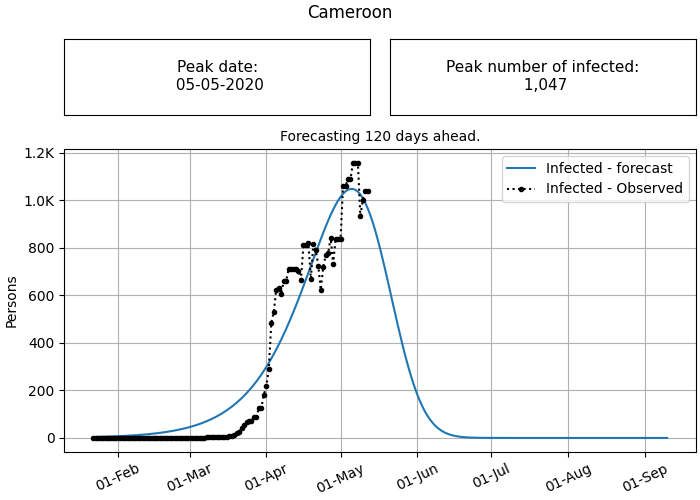 Cameroon
Peak date:
05-05-2020
Peak number of infected:
1,047
Forecasting 120 days ahead.
Infected - forecast
Infected - Observed
Persons
1.2K
1.0K
800
600
400
200
0
01-Feb
01-Mar
01-Apr
01-May
01-Jun
01-Jul
01-Aug
01-Sep